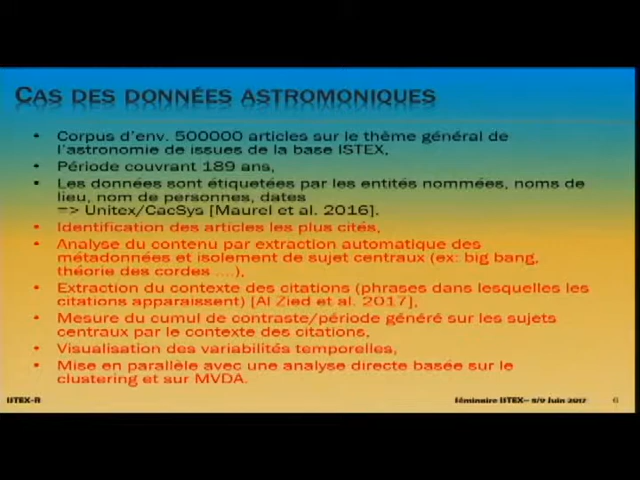 CAS DES DONNÉES ASTROMONIQUES
• Corpus d'env. 500000 articles sur le thème général de
l'astronomie de issues de la base ISTEX,
• Période couvrant 189 ans,
• Les données sont étiquetées par les entités nommées, noms de
lieu, nom de personnes, dates
=> Unitex/CacSys [Maurel et al. 2016].
• Identification des articles les plus cités,
• Analyse du contenu par extraction automatique des
métadonnées et isolement de sujet centraux (ex: big bang,
théorie des cordes ....),
• Extraction du contexte des citations (phrases dans lesquelles les
citations apparaissent) [Al Zied et al. 2017],
• Mesure du cumul de contraste/période généré sur les sujets
centraux par le contexte des citations,
• Visualisation des variabilités temporelles,
• Mise en parallèle avec une analyse directe basée sur le
clustering et sur MVDA.
ISTEX-R
Séminaire ISTEX– 8/9 Juin 2017
6